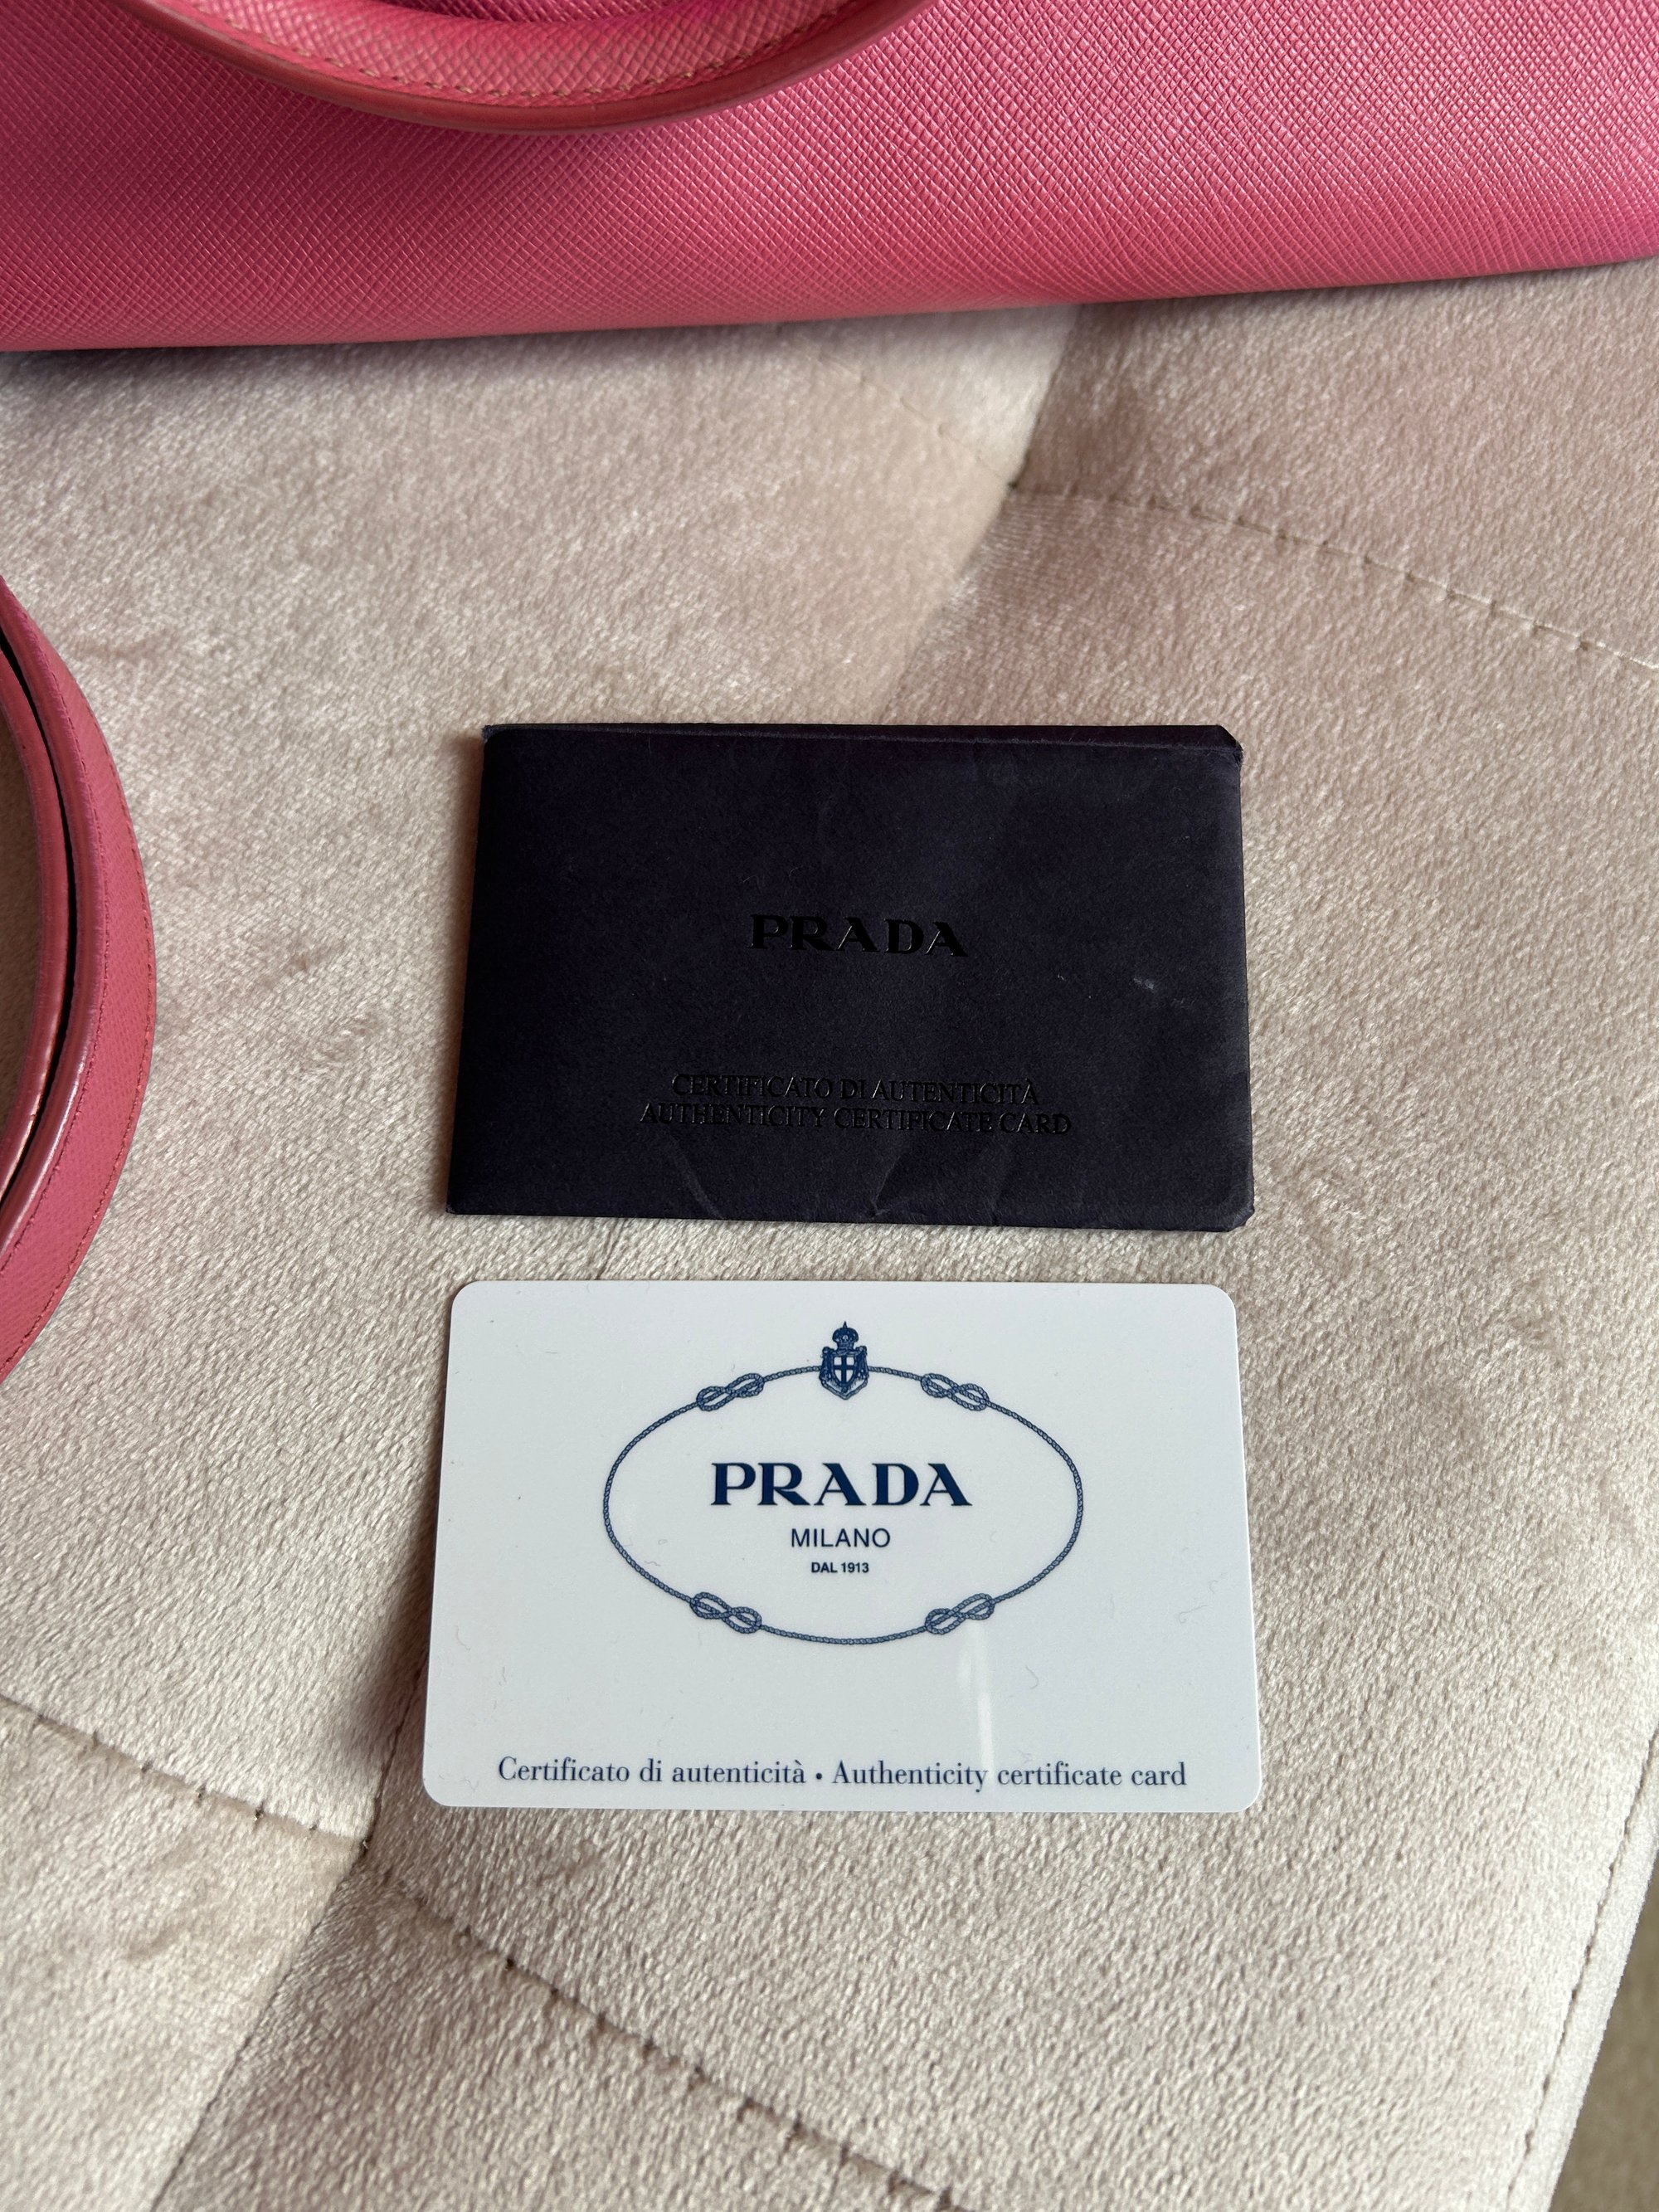 PRADA
CERTIFICATO DI AUTENTICITÀ
AUTHENTICITY CERTIFICATE CARD
PRADA
MILANO
DAL 1913
Certificato di autenticità • Authenticity certificate card